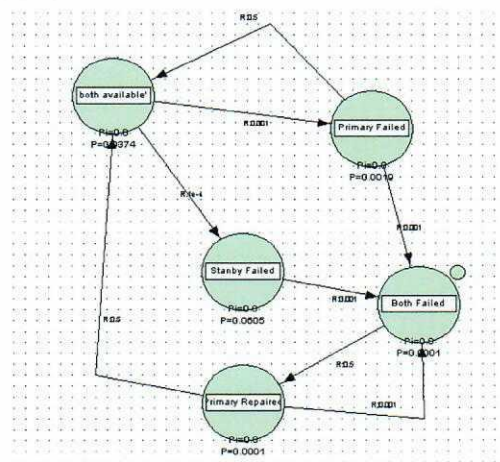 R:0.5
both available'
R:0.001
Primary Failed
Pi=0.0
Pi=0.0
P=0.0019
R:1e-4
R:0.001
Stanby Failed
R:0.001
Both Failed
Pi=0.0
P=0.0605
R:0.5
Pi=0.0
P=0.0001
R:0.5
rimary Repaired
R:0.001
Pi=0.0
P=0.0001